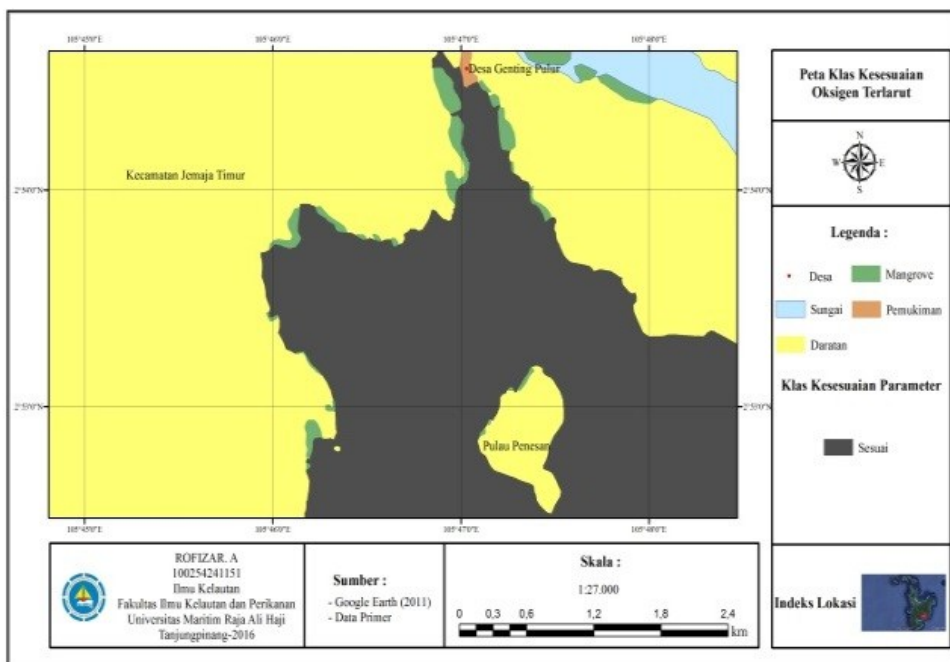 105°45'0"E 105°46'0"E 105°47'0"E 105°48'0"E
Desa Genting Pulur
Kecamatan Jemaja Timur
2°54'0"N
2°54'0"N
2°53'0"N
2°53'0"N
Pulau Penesan
105°45'0"E 105°46'0"E 105°47'0"E 105°48'0"E
Peta Klas Kesesuaian
Oksigen Terlarut
N
W E
S
Legenda :
Desa Mangrove
Sungai Pemukiman
Daratan
Klas Kesesuaian Parameter
Sesuai
Indeks Lokasi
ROFIZAR. A
100254241151
Ilmu Kelautan
Fakultas Ilmu Kelautan dan Perikanan
Universitas Maritim Raja Ali Haji
Tanjungpinang-2016
Sumber :
- Google Earth (2011)
- Data Primer
Skala :
1:27.000
0 0,3 0,6 1,2 1,8 2,4
km